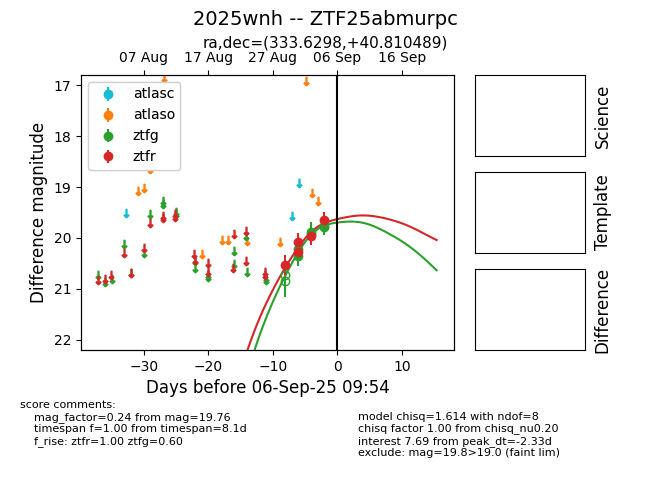 2025wnh -- ZTF25abmurpc
ra,dec=(333.6298,+40.810489)
07 Aug 17 Aug 27 Aug 06 Sep 16 Sep
atlasc
atlaso
ztfg
ztfr
17
18
19
20
21
22
Difference magnitude
−30 −20 −10 0 10
Days before 06-Sep-25 09:54
Science
Template
Difference
score comments:
mag_factor=0.24 from mag=19.76
timespan f=1.00 from timespan=8.1d
f_rise: ztfr=1.00 ztfg=0.60
model chisq=1.614 with ndof=8
chisq factor 1.00 from chisq_nu0.20
interest 7.69 from peak_dt=-2.33d
exclude: mag=19.8>19.0 (faint lim)